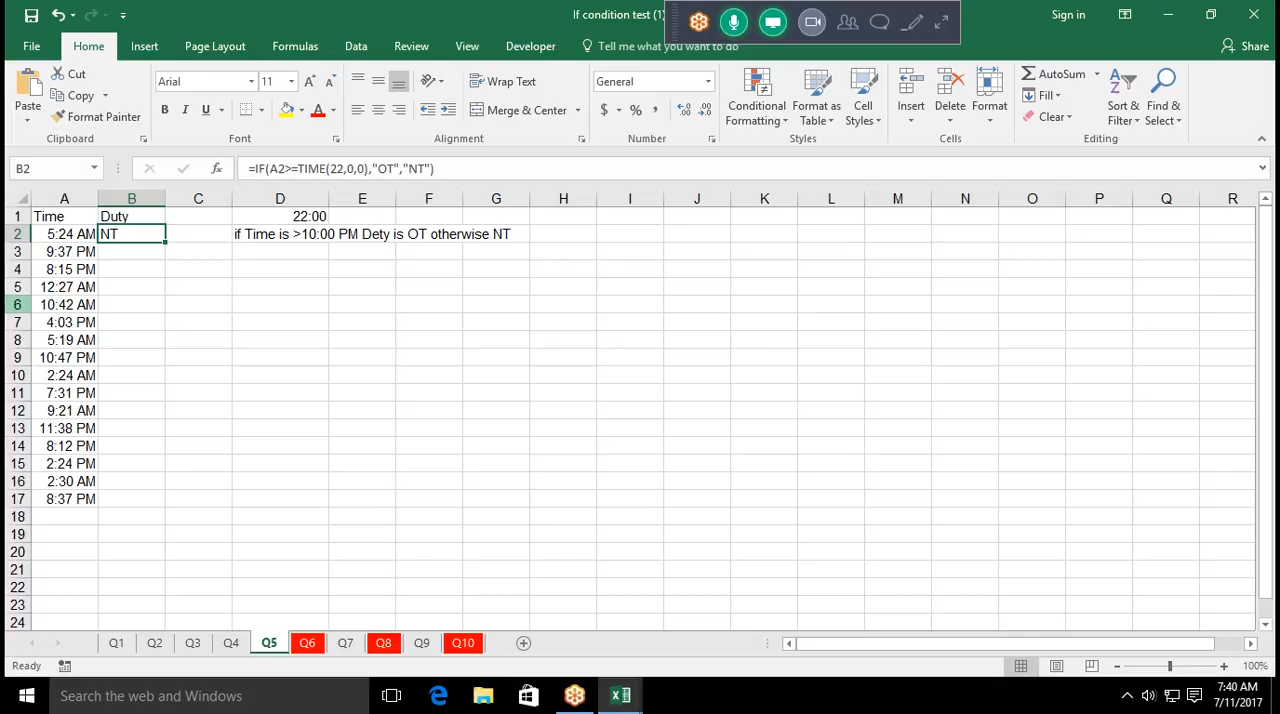 If condition test (1)
Sign in
File Home Insert Page Layout Formulas Data Review View Developer Tell me what you want to do Share
Paste Cut Copy Format Painter Clipboard
Arial 11 A A B I U A Font
Wrap Text Merge & Center Alignment
General $ % , .0 .00 Number
Conditional Formatting Format as Table Cell Styles Styles
Insert Delete Format Cells
AutoSum Fill Clear Sort & Filter Find & Select Editing
B2 fx =IF(A2>=TIME(22,0,0),"OT","NT")
A B C D E F G H I J K L M N O P Q R
1 Time Duty 22:00
2 5:24 AM NT if Time is >10:00 PM Dety is OT otherwise NT
3 9:37 PM
4 8:15 PM
5 12:27 AM
6 10:42 AM
7 4:03 PM
8 5:19 AM
9 10:47 PM
10 2:24 AM
11 7:31 PM
12 9:21 AM
13 11:38 PM
14 8:12 PM
15 2:24 PM
16 2:30 AM
17 8:37 PM
18
19
20
21
22
23
24
Q1 Q2 Q3 Q4 Q5 Q6 Q7 Q8 Q9 Q10
Ready 100%
Search the web and Windows
7:40 AM
7/11/2017